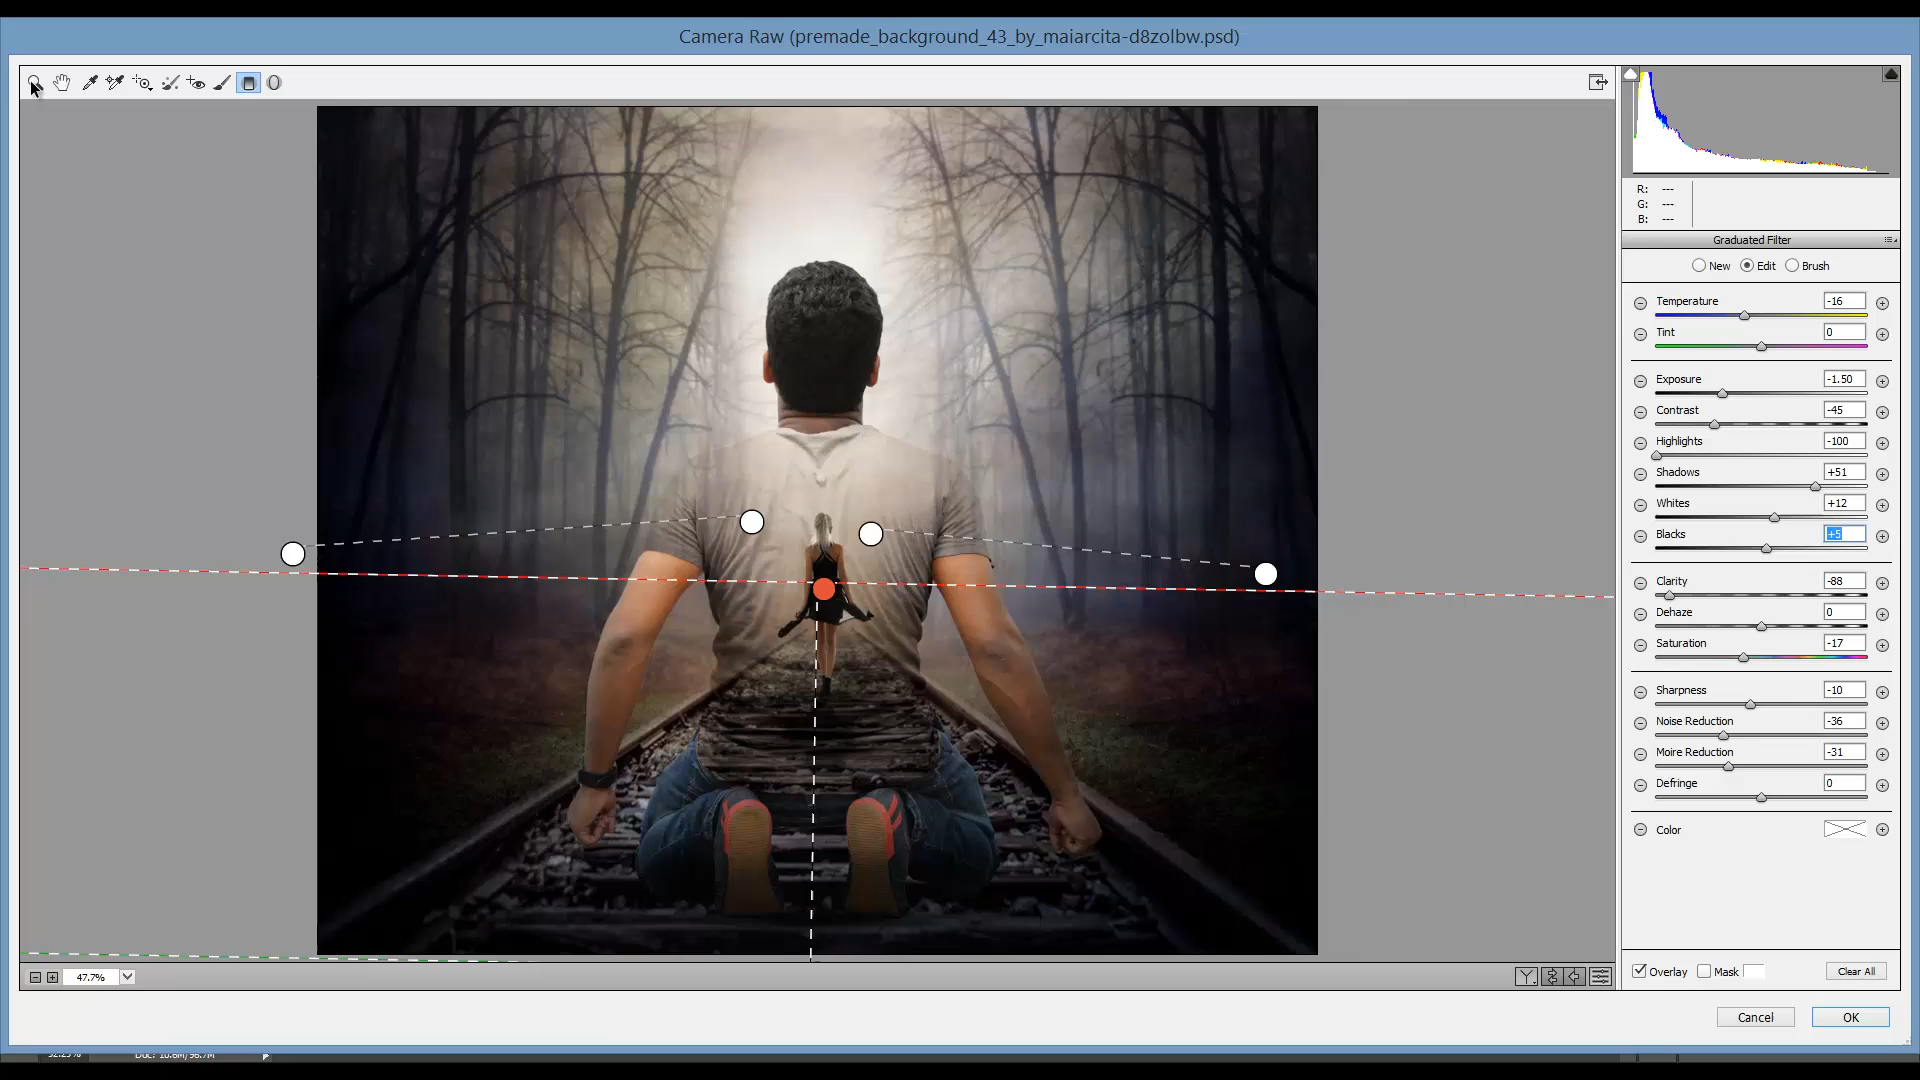 Camera Raw (premade_background_43_by_maiarcita-d8zolbw.psd)
R: ---
G: ---
B: ---
Graduated Filter
New Edit Brush
Temperature -16
Tint 0
Exposure -1.50
Contrast -45
Highlights -100
Shadows +51
Whites +12
Blacks +5
Clarity -88
Dehaze 0
Saturation -17
Sharpness -10
Noise Reduction -36
Moire Reduction -31
Defringe 0
Color
47.7%
Y
Overlay Mask Clear All
Cancel OK